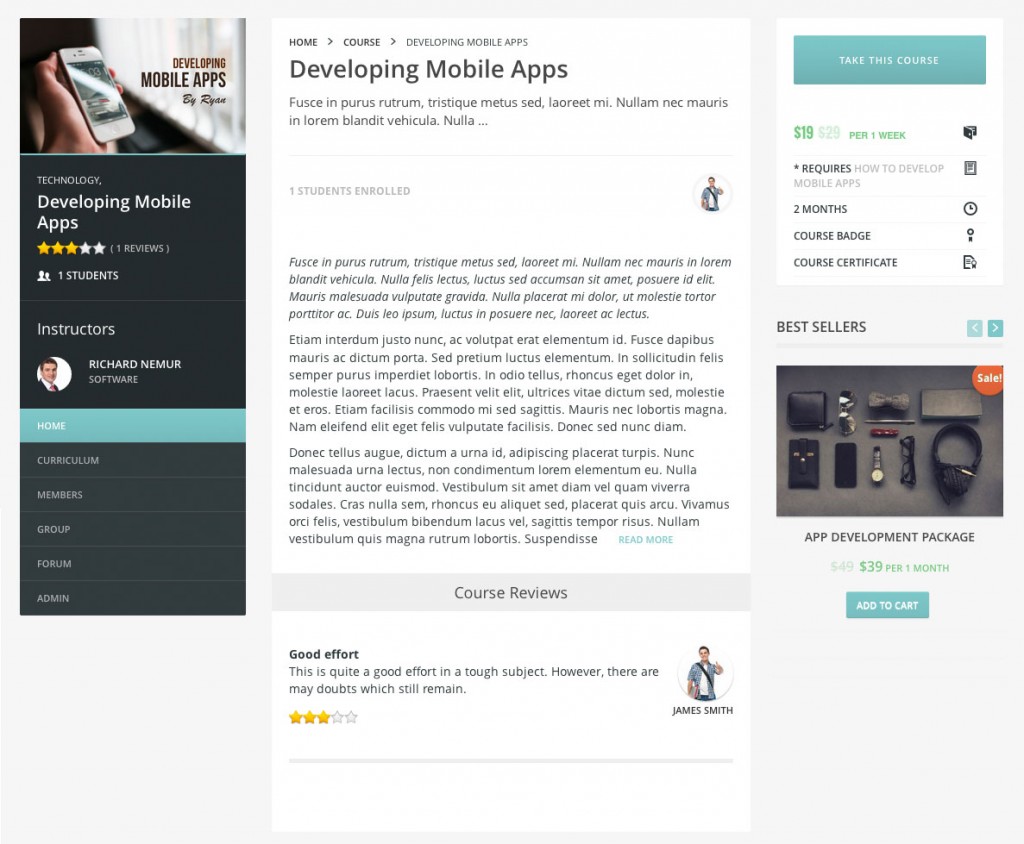 DEVELOPING
MOBILE APPS
By Ryan
TECHNOLOGY,
Developing Mobile
Apps
( 1 REVIEWS )
1 STUDENTS
Instructors
RICHARD NEMUR
SOFTWARE
HOME
CURRICULUM
MEMBERS
GROUP
FORUM
ADMIN
HOME > COURSE > DEVELOPING MOBILE APPS
Developing Mobile Apps
Fusce in purus rutrum, tristique metus sed, laoreet mi. Nullam nec mauris
in lorem blandit vehicula. Nulla ...
1 STUDENTS ENROLLED
Fusce in purus rutrum, tristique metus sed, laoreet mi. Nullam nec mauris in lorem
blandit vehicula. Nulla felis lectus, luctus sed accumsan sit amet, posuere id elit.
Mauris malesuada vulputate gravida. Nulla placerat mi dolor, ut molestie tortor
porttitor ac. Duis leo ipsum, luctus in posuere nec, laoreet ac lectus.
Etiam interdum justo nunc, ac volutpat erat elementum id. Fusce dapibus
mauris ac dictum porta. Sed pretium luctus elementum. In sollicitudin felis
semper purus imperdiet lobortis. In odio tellus, rhoncus eget dolor in,
molestie laoreet lacus. Praesent velit elit, ultrices vitae dictum sed, molestie
et eros. Etiam facilisis commodo mi sed sagittis. Mauris nec lobortis magna.
Nam eleifend elit eget felis vulputate facilisis. Donec sed nunc diam.
Donec tellus augue, dictum a urna id, adipiscing placerat turpis. Nunc
malesuada urna lectus, non condimentum lorem elementum eu. Nulla
tincidunt auctor euismod. Vestibulum sit amet diam vel quam viverra
sodales. Cras nulla sem, rhoncus eu aliquet sed, placerat quis arcu. Vivamus
orci felis, vestibulum bibendum lacus vel, sagittis tempor risus. Nullam
vestibulum quis magna rutrum lobortis. Suspendisse READ MORE
Course Reviews
Good effort
This is quite a good effort in a tough subject. However, there are
may doubts which still remain.
JAMES SMITH
TAKE THIS COURSE
$19 $29 PER 1 WEEK
* REQUIRES HOW TO DEVELOP
MOBILE APPS
2 MONTHS
COURSE BADGE
COURSE CERTIFICATE
BEST SELLERS
Sale!
APP DEVELOPMENT PACKAGE
$49 $39 PER 1 MONTH
ADD TO CART